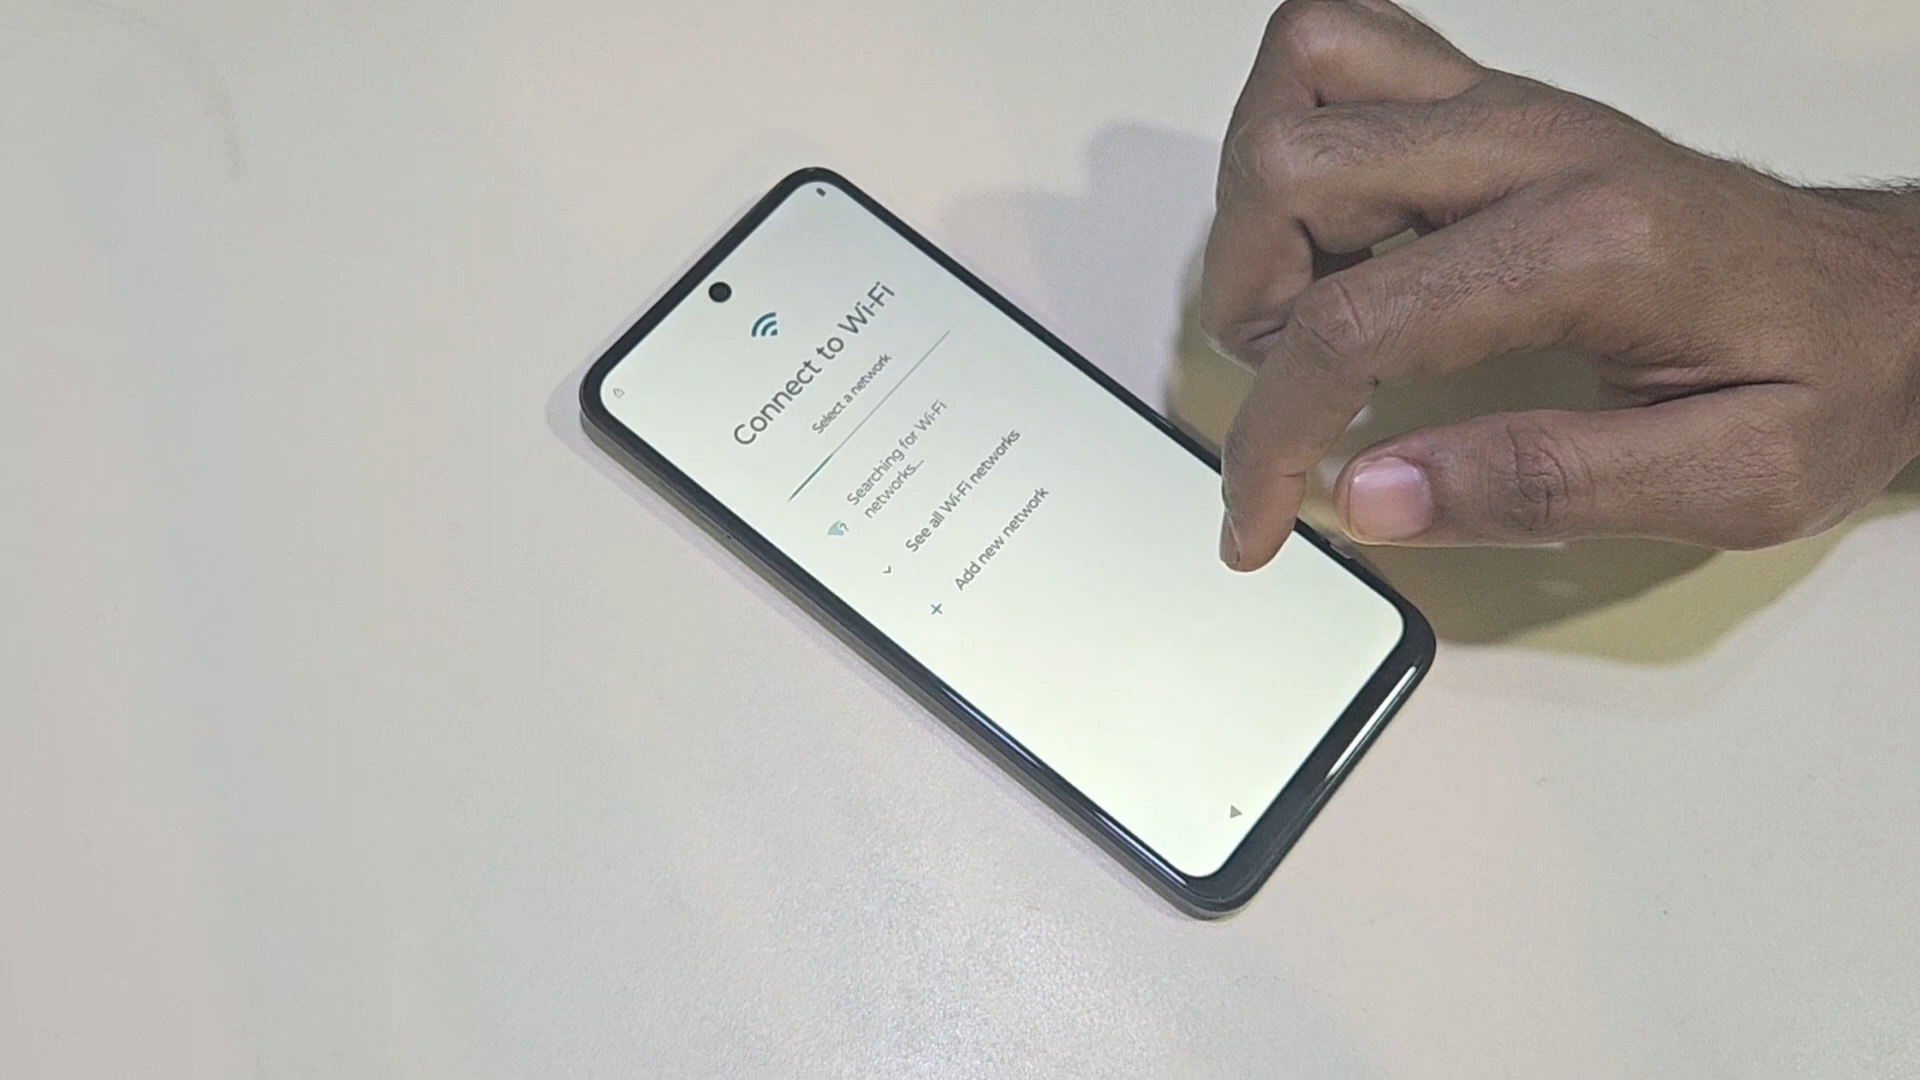 Connect to Wi-Fi
Select a network
Searching for Wi-Fi
networks...
See all Wi-Fi networks
Add new network